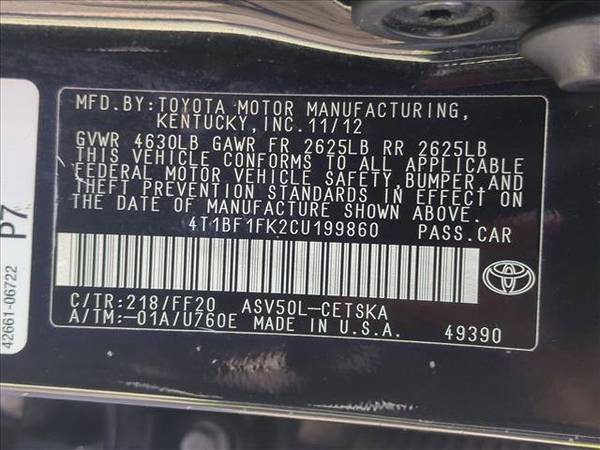 MFD.BY:TOYOTA MOTOR MANUFACTURING,
KENTUCKY,INC.11/12
GVWR 4630LB GAWR FR 2625LB RR 2625LB
THIS VEHICLE CONFORMS TO ALL APPLICABLE
FEDERAL MOTOR VEHICLE SAFETY,BUMPER,AND
THEFT PREVENTION STANDARDS IN EFFECT ON
THE DATE OF MANUFACTURE SHOWN ABOVE.
4T1BF1FK2CU199860 PASS.CAR
C/TR:218/FF20 ASV50L-CETSKA
A/TM:-01A/U760E MADE IN U.S.A. 49390
P7
42661-06722